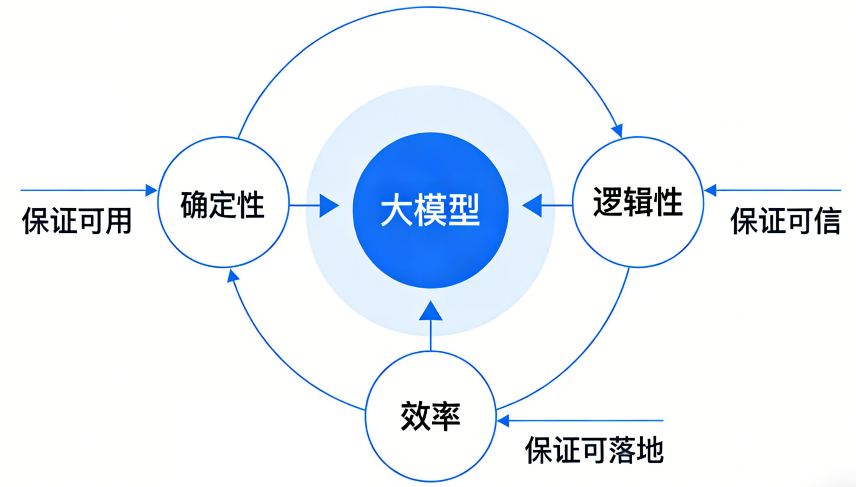 确定性
大模型
逻辑性
保证可用
保证可信
效率
保证可落地